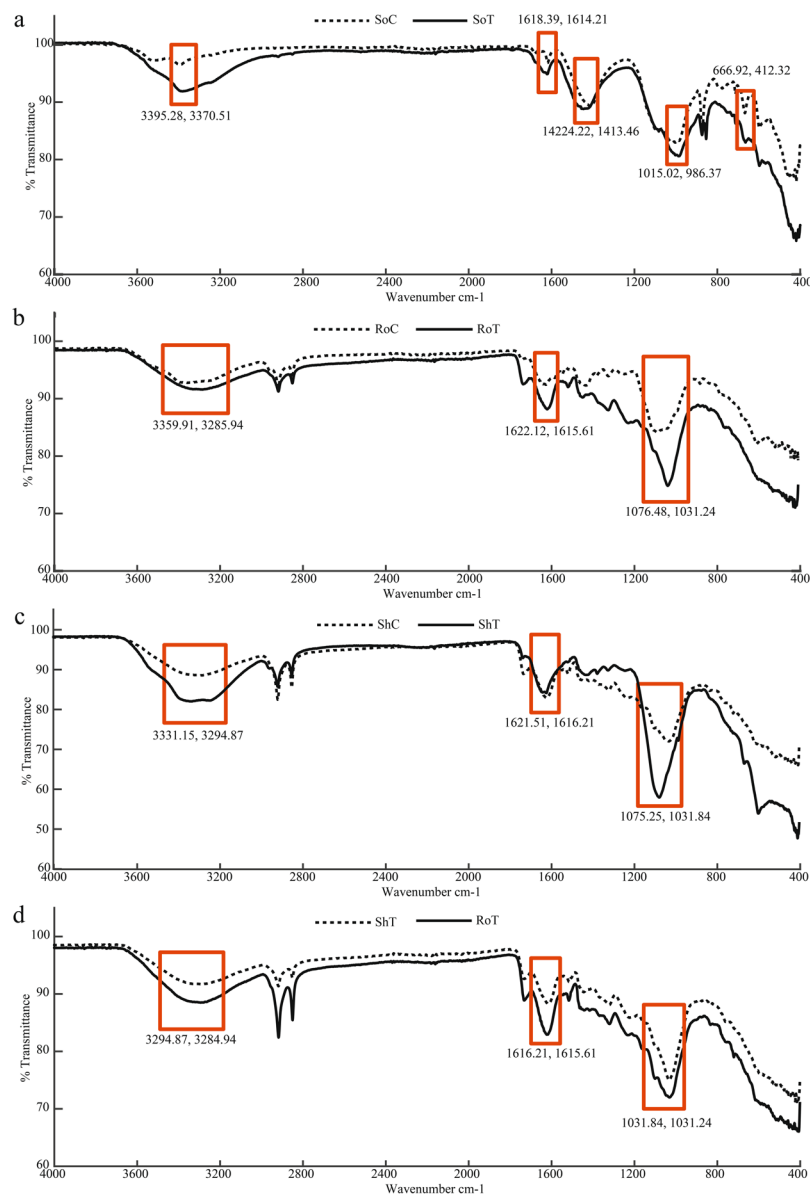 a
SoC SoT
1618.39, 1614.21
100
90
80
70
60
% Transmittance
666.92, 412.32
3395.28, 3370.51
14224.22, 1413.46
1015.02, 986.37
4000 3600 3200 2800 2400 2000 1600 1200 800 400
Wavenumber cm-1
b
RoC RoT
100
90
80
70
60
% Transmittance
3359.91, 3285.94
1622.12, 1615.61
1076.48, 1031.24
4000 3600 3200 2800 2400 2000 1600 1200 800 400
Wavenumber cm-1
c
ShC ShT
100
90
80
70
60
50
60
% Transmittance
3331.15, 3294.87
1621.51, 1616.21
1075.25, 1031.84
4000 3600 3200 2800 2400 2000 1600 1200 800 400
Wavenumber cm-1
d
ShT RoT
100
90
80
70
60
% Transmittance
3294.87, 3284.94
1616.21, 1615.61
1031.84, 1031.24
4000 3600 3200 2800 2400 2000 1600 1200 800 400
Wavenumber cm-1